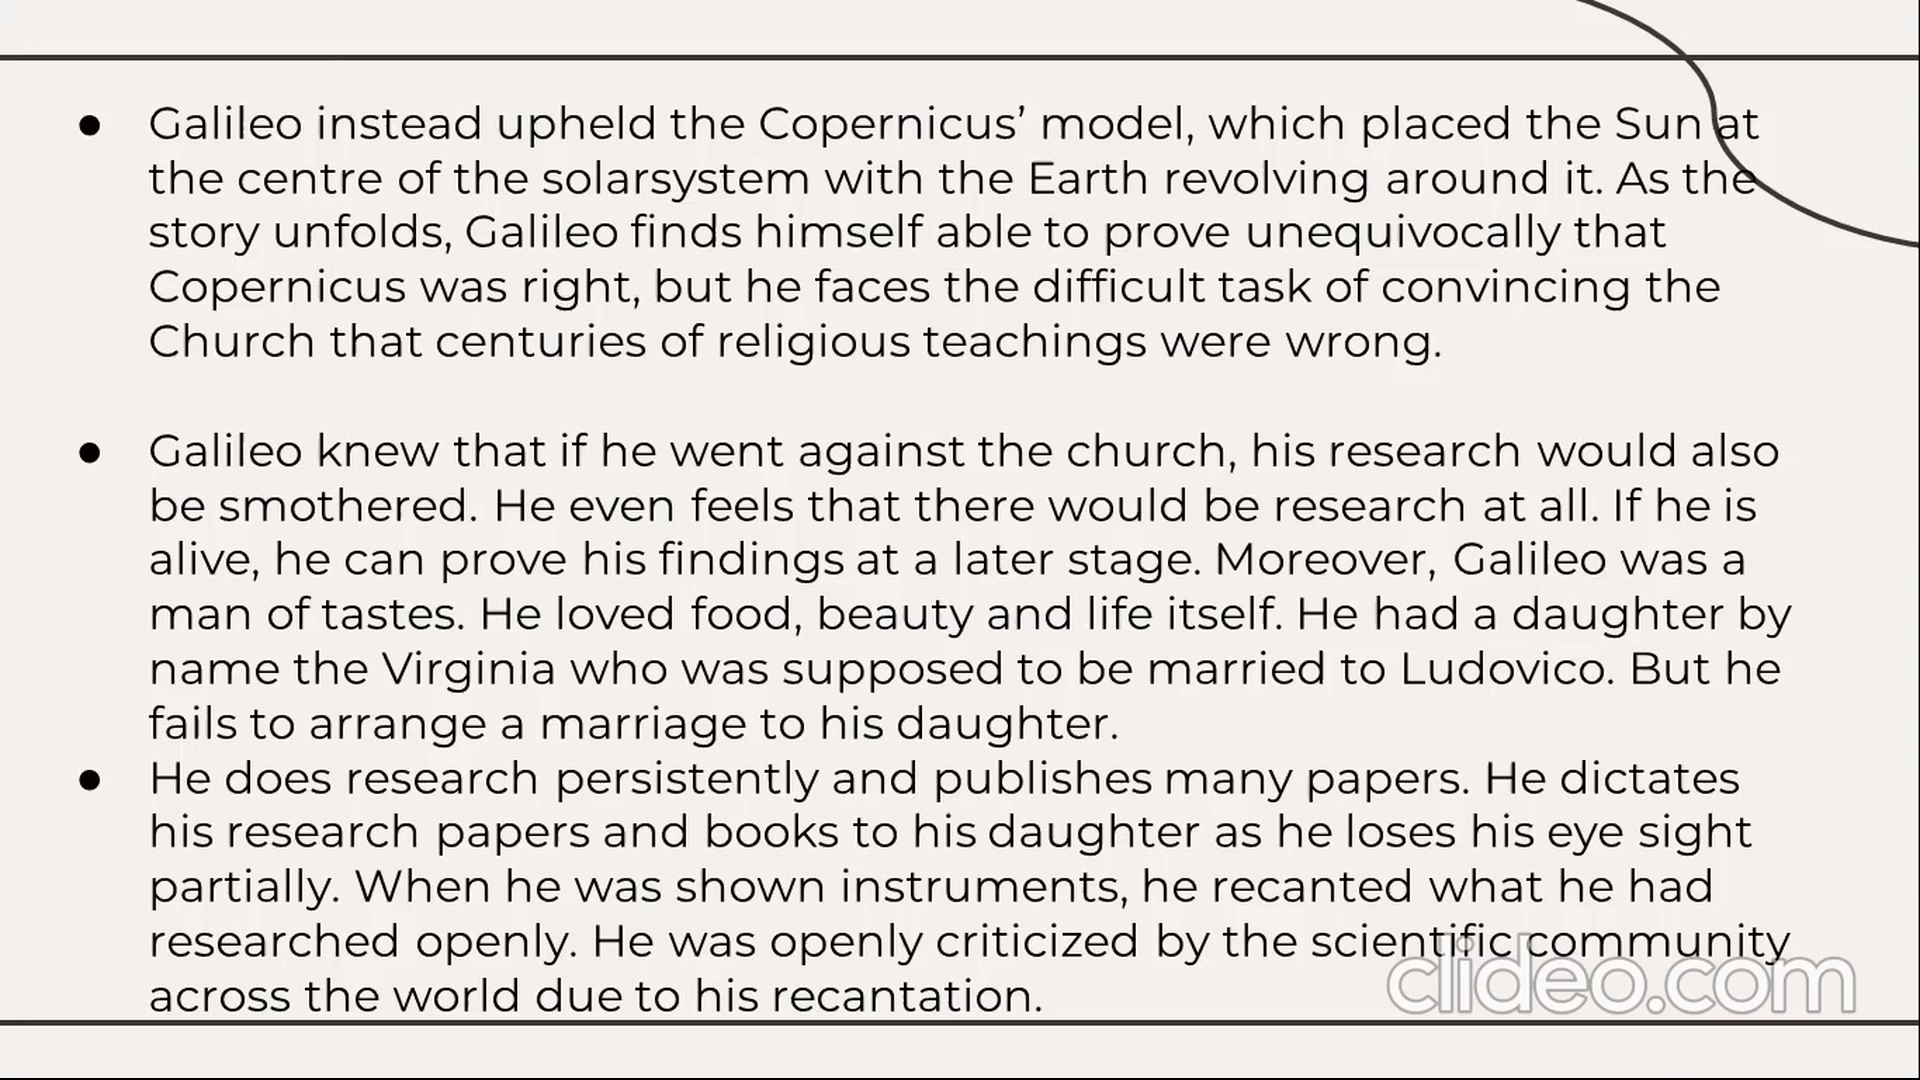 ● Galileo instead upheld the Copernicus’ model, which placed the Sun at
the centre of the solarsystem with the Earth revolving around it. As the
story unfolds, Galileo finds himself able to prove unequivocally that
Copernicus was right, but he faces the difficult task of convincing the
Church that centuries of religious teachings were wrong.
● Galileo knew that if he went against the church, his research would also
be smothered. He even feels that there would be research at all. If he is
alive, he can prove his findings at a later stage. Moreover, Galileo was a
man of tastes. He loved food, beauty and life itself. He had a daughter by
name the Virginia who was supposed to be married to Ludovico. But he
fails to arrange a marriage to his daughter.
● He does research persistently and publishes many papers. He dictates
his research papers and books to his daughter as he loses his eye sight
partially. When he was shown instruments, he recanted what he had
researched openly. He was openly criticized by the scientific community
across the world due to his recantation.
clideo.com